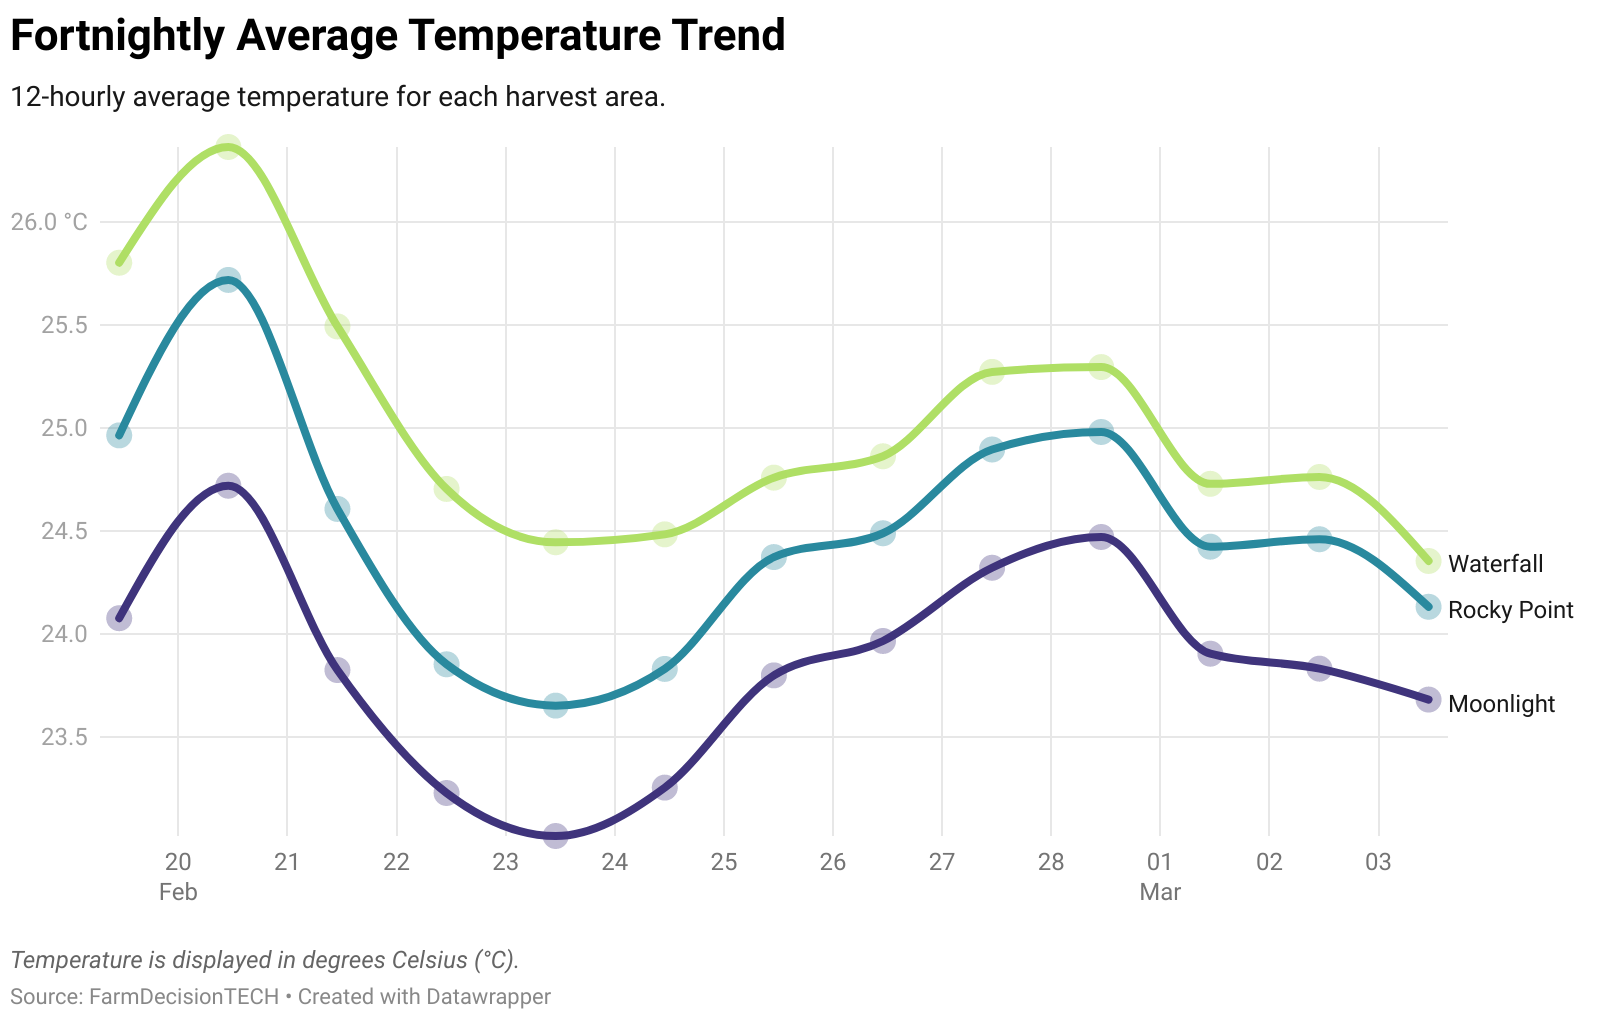 Fortnightly Average Temperature Trend
12-hourly average temperature for each harvest area.
26.0 °C
25.5
25.0
24.5
24.0
23.5
Waterfall
Rocky Point
Moonlight
20 21 22 23 24 25 26 27 28 01 02 03
Feb Mar
Temperature is displayed in degrees Celsius (°C).
Source: FarmDecisionTECH • Created with Datawrapper